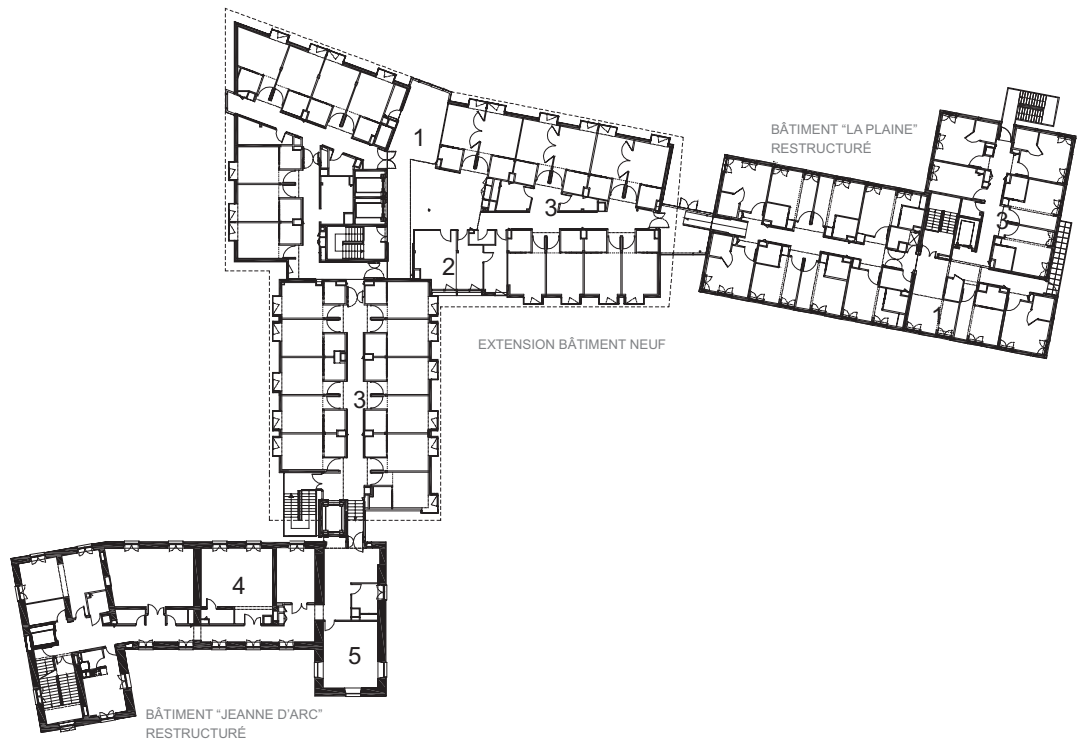 BÂTIMENT “LA PLAINE”
RESTRUCTURÉ
1
3
3
2
1
EXTENSION BÂTIMENT NEUF
3
4
5
BÂTIMENT “JEANNE D’ARC”
RESTRUCTURÉ